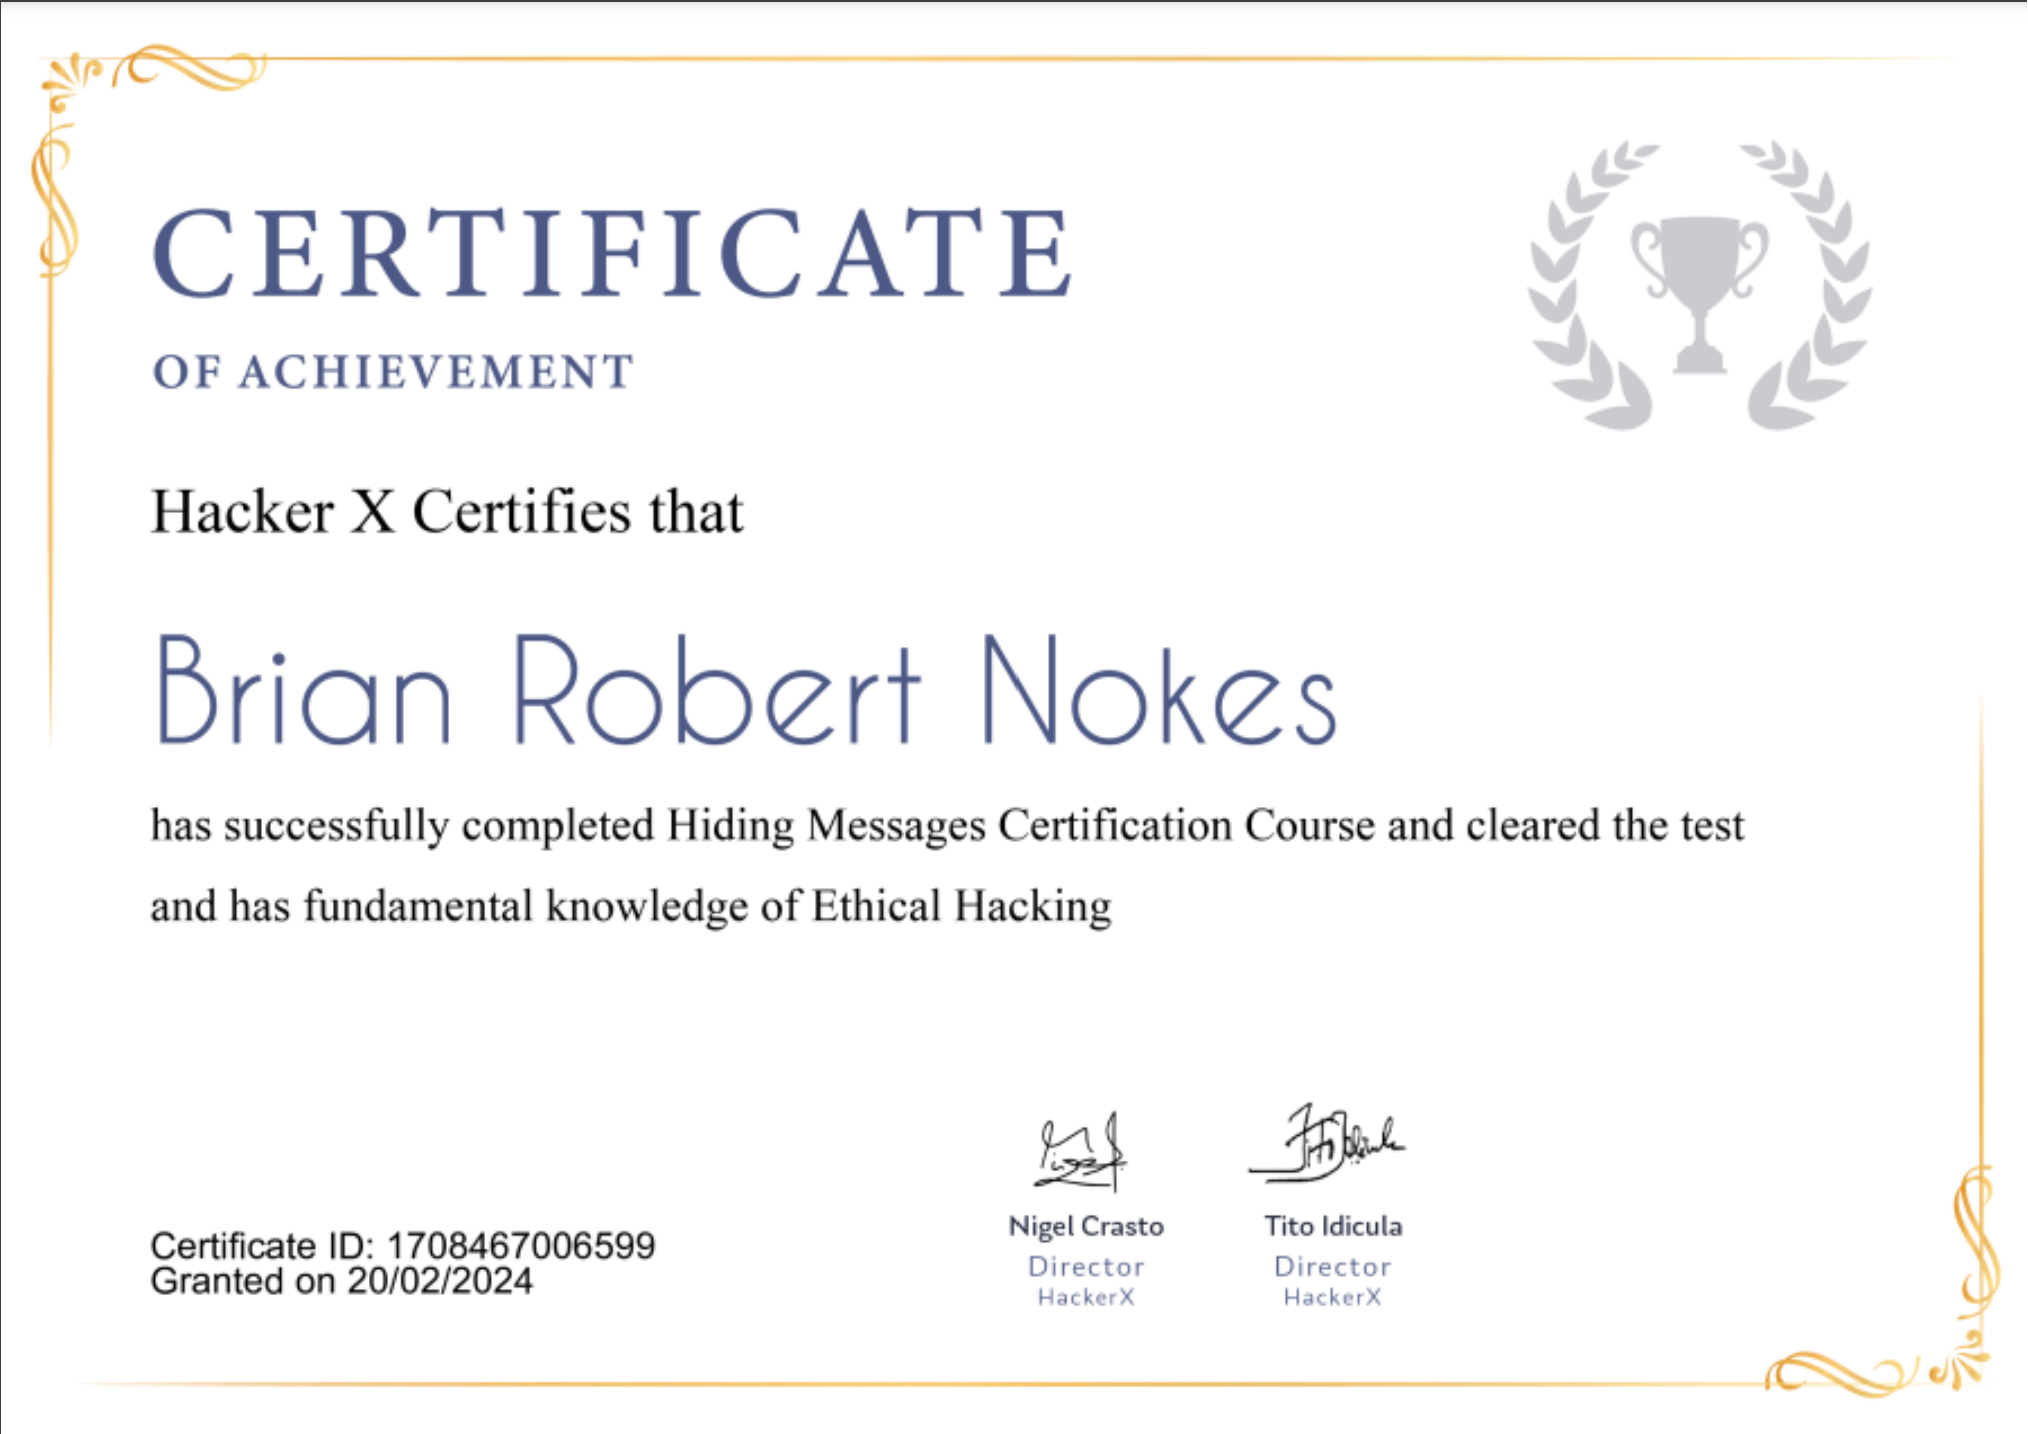 CERTIFICATE
OF ACHIEVEMENT
Hacker X Certifies that
Brian Robert Nokes
has successfully completed Hiding Messages Certification Course and cleared the test
and has fundamental knowledge of Ethical Hacking
Certificate ID: 1708467006599
Granted on 20/02/2024
Nigel Crasto
Director
HackerX
Tito Idicula
Director
HackerX